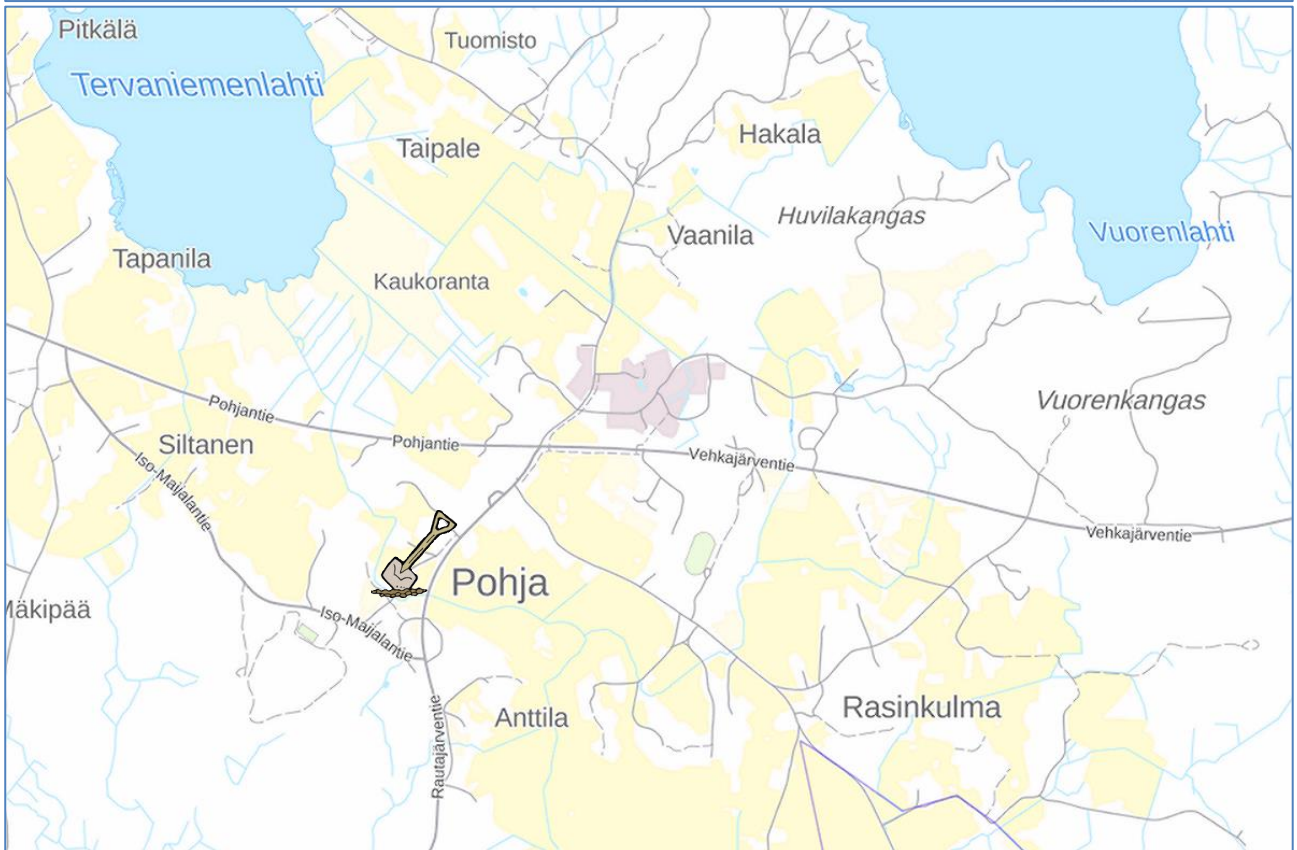 Pitkälä
Tuomisto
Tervaniemenlahti
Hakala
Taipale
Huvilakangas
Vaanila
Vuorenlahti
Tapanila
Kaukoranta
Vuorenkangas
Pohjantie
Pohjantie
Siltanen
Vehkajärventie
Iso-Maijalantie
Vehkajärventie
Pohja
Mäkipää
Iso-Maijalantie
Rasinkulma
Anttila
Rautajärventie